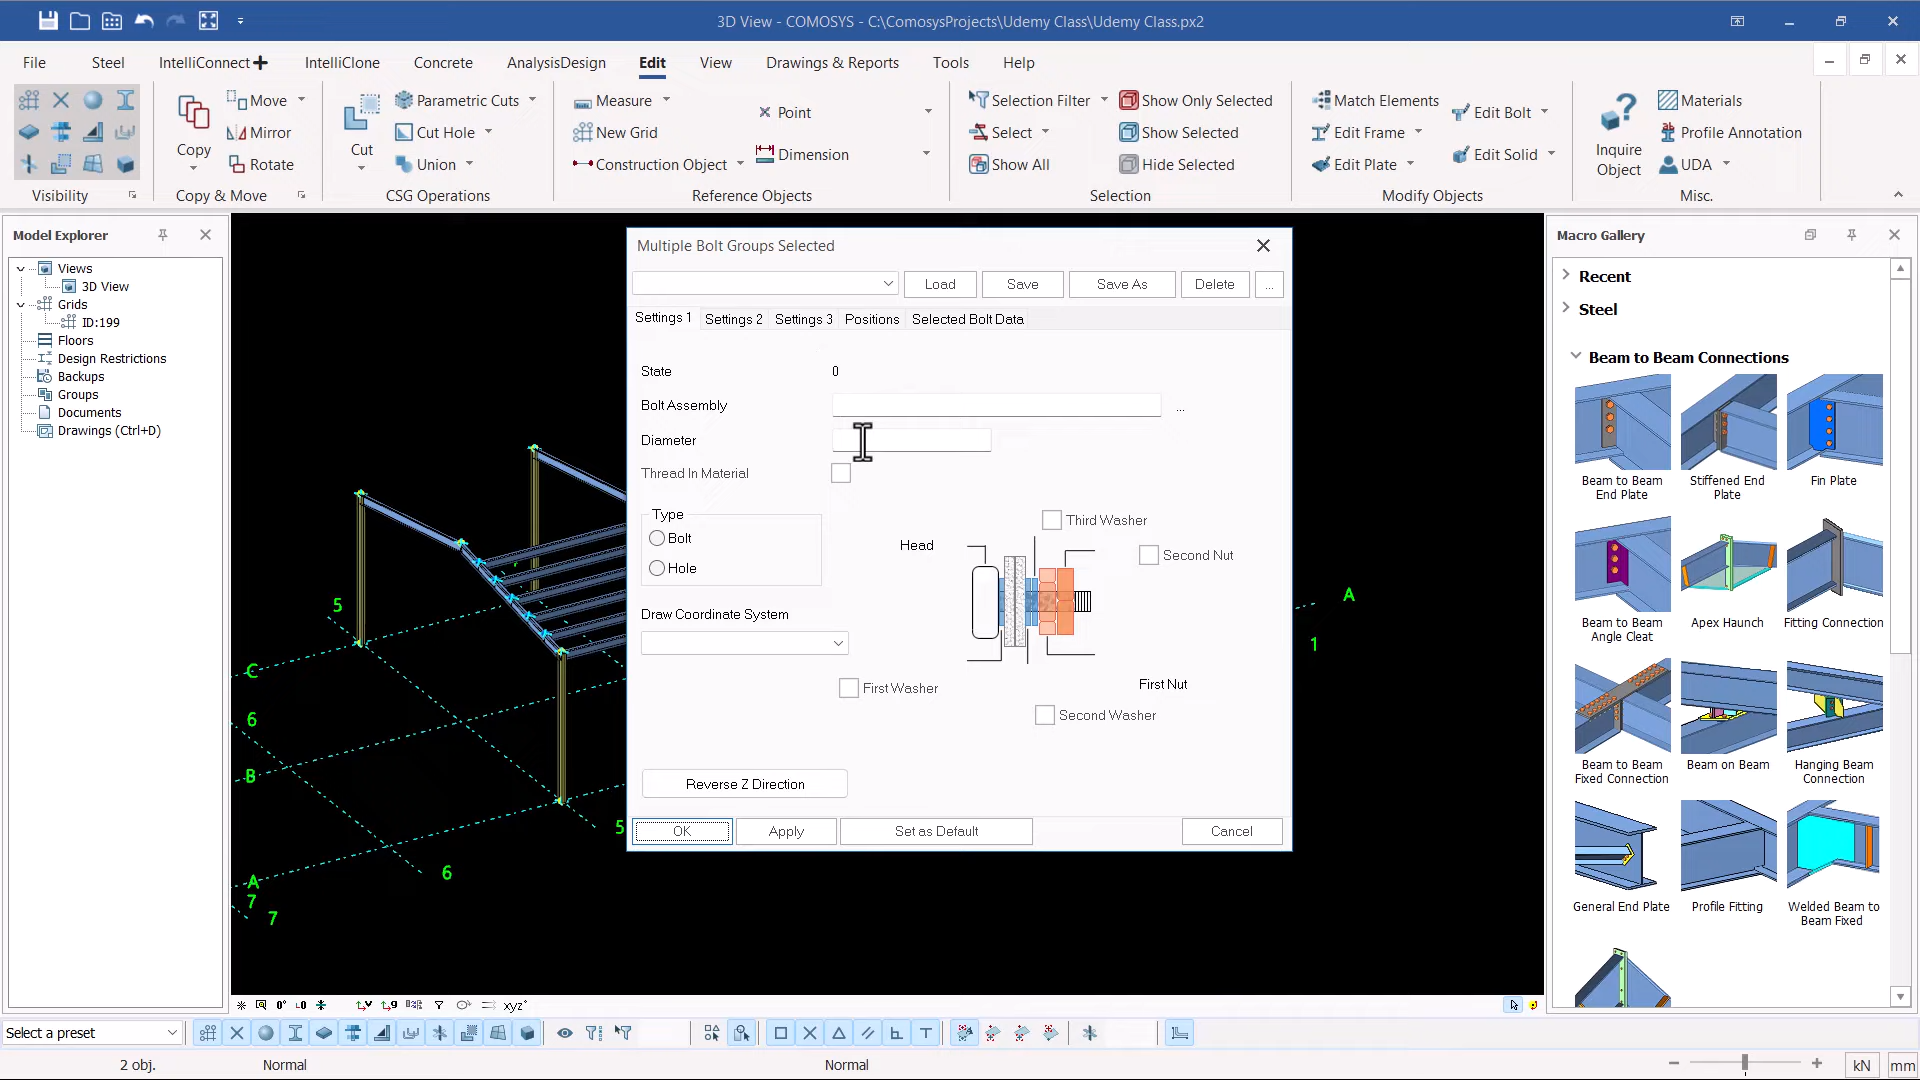 3D View - COMOSYS - C:\ComosysProjects\Udemy Class\Udemy Class.px2
File Steel IntelliConnect IntelliClone Concrete AnalysisDesign Edit View Drawings & Reports Tools Help
Copy Move Mirror Rotate
Cut Parametric Cuts Cut Hole Union
Measure New Grid Construction Object Point Dimension
Selection Filter Select Show All Show Only Selected Show Selected Hide Selected
Match Elements Edit Frame Edit Plate Edit Bolt Edit Solid
Inquire Object Materials Profile Annotation UDA
Visibility Copy & Move CSG Operations Reference Objects Selection Modify Objects Misc.
Model Explorer
Views
3D View
Grids
ID:199
Floors
Design Restrictions
Backups
Groups
Documents
Drawings (Ctrl+D)
5
C
6
B
A
7
7
6
5
A
1
Multiple Bolt Groups Selected
Load Save Save As Delete ...
Settings 1 Settings 2 Settings 3 Positions Selected Bolt Data
State 0
Bolt Assembly ...
Diameter
Thread In Material
Type
Bolt
Hole
Draw Coordinate System
Third Washer
Head
Second Nut
First Washer
First Nut
Second Washer
Reverse Z Direction
OK Apply Set as Default Cancel
Macro Gallery
Recent
Steel
Beam to Beam Connections
Beam to Beam End Plate
Stiffened End Plate
Fin Plate
Beam to Beam Angle Cleat
Apex Haunch
Fitting Connection
Beam to Beam Fixed Connection
Beam on Beam
Hanging Beam Connection
General End Plate
Profile Fitting
Welded Beam to Beam Fixed
xyz
Select a preset
2 obj. Normal Normal kN mm